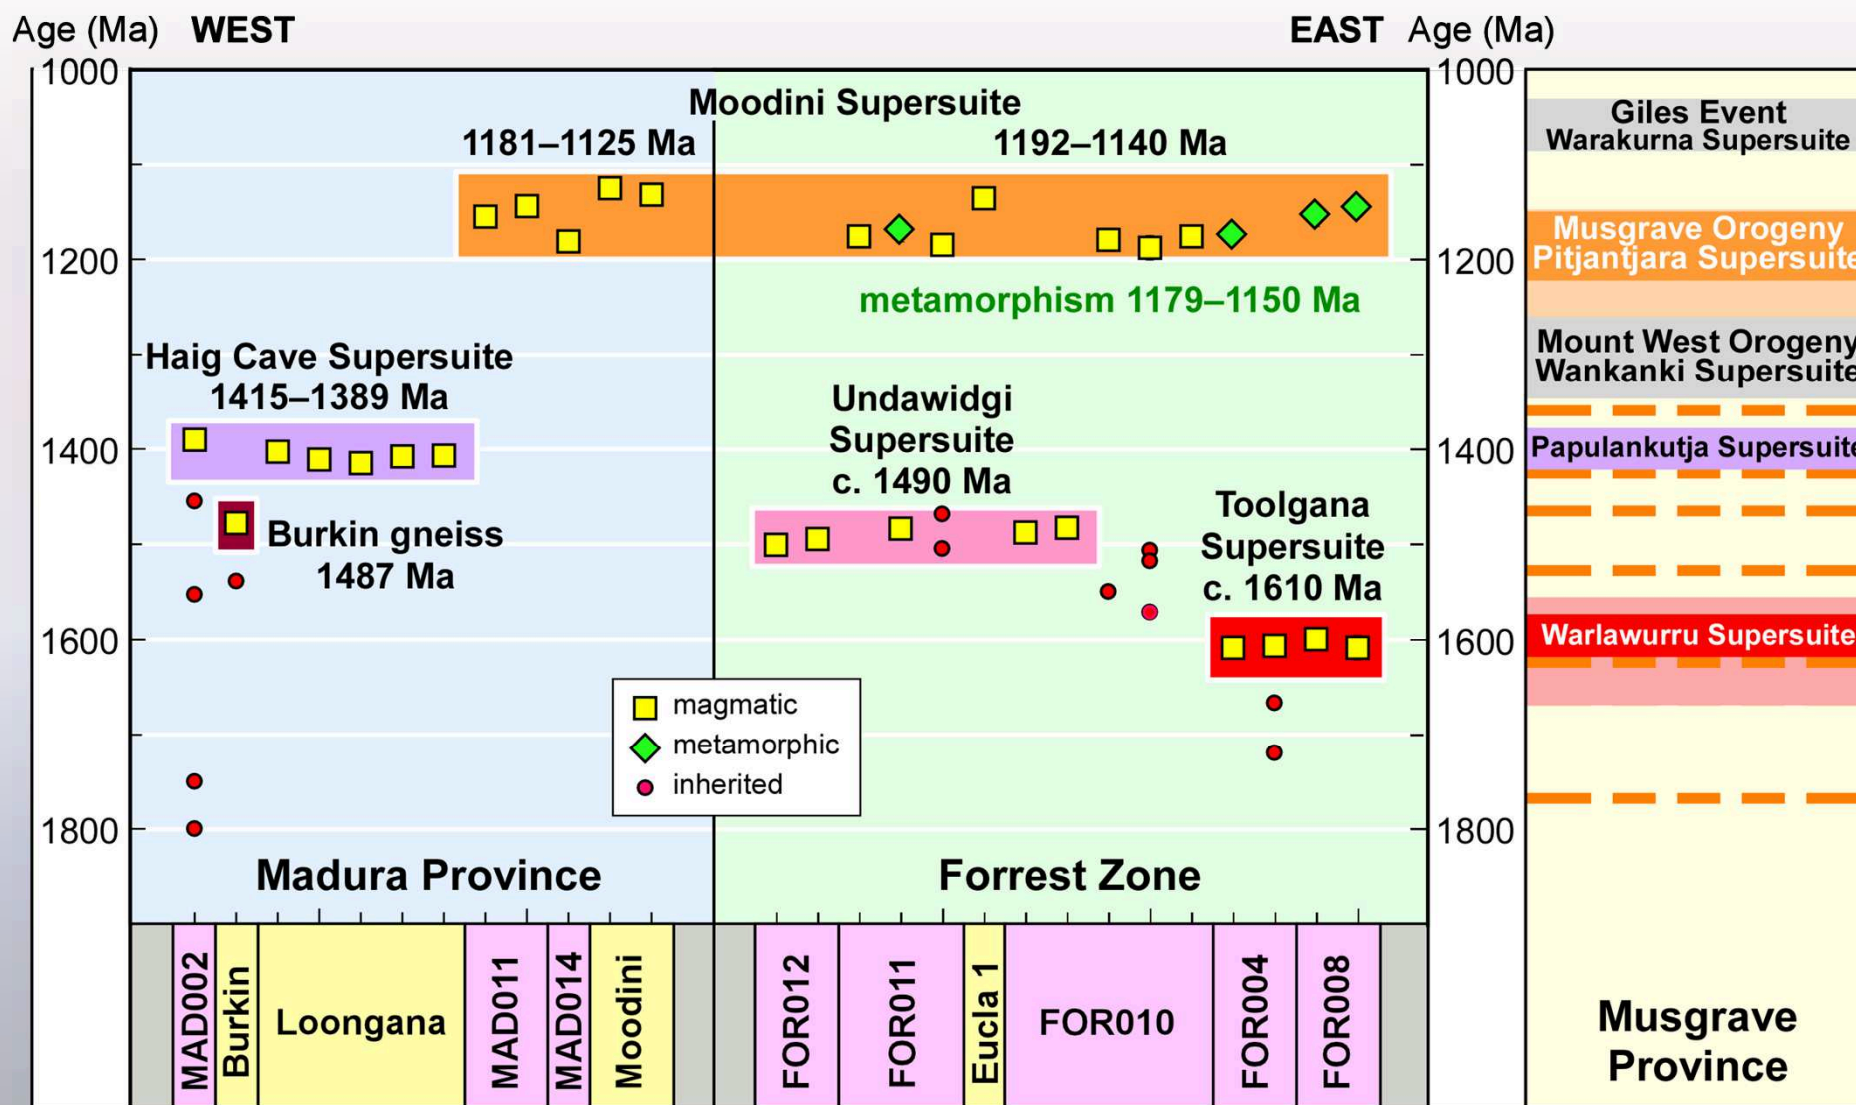 Age (Ma) WEST
EAST Age (Ma)
1000
1200
1400
1600
1800
Moodini Supersuite
1181–1125 Ma
1192–1140 Ma
metamorphism 1179–1150 Ma
Haig Cave Supersuite
1415–1389 Ma
Burkin gneiss
1487 Ma
Undawidgi
Supersuite
c. 1490 Ma
Toolgana
Supersuite
c. 1610 Ma
magmatic
metamorphic
inherited
Madura Province
Forrest Zone
MAD002
Burkin
Loongana
MAD011
MAD014
Moodini
FOR012
FOR011
Eucla 1
FOR010
FOR004
FOR008
1000
1200
1400
1600
1800
Giles Event
Warakurna Supersuite
Musgrave Orogeny
Pitjantjara Supersuite
Mount West Orogeny
Wankanki Supersuite
Papulankutja Supersuite
Warlawurru Supersuite
Musgrave
Province